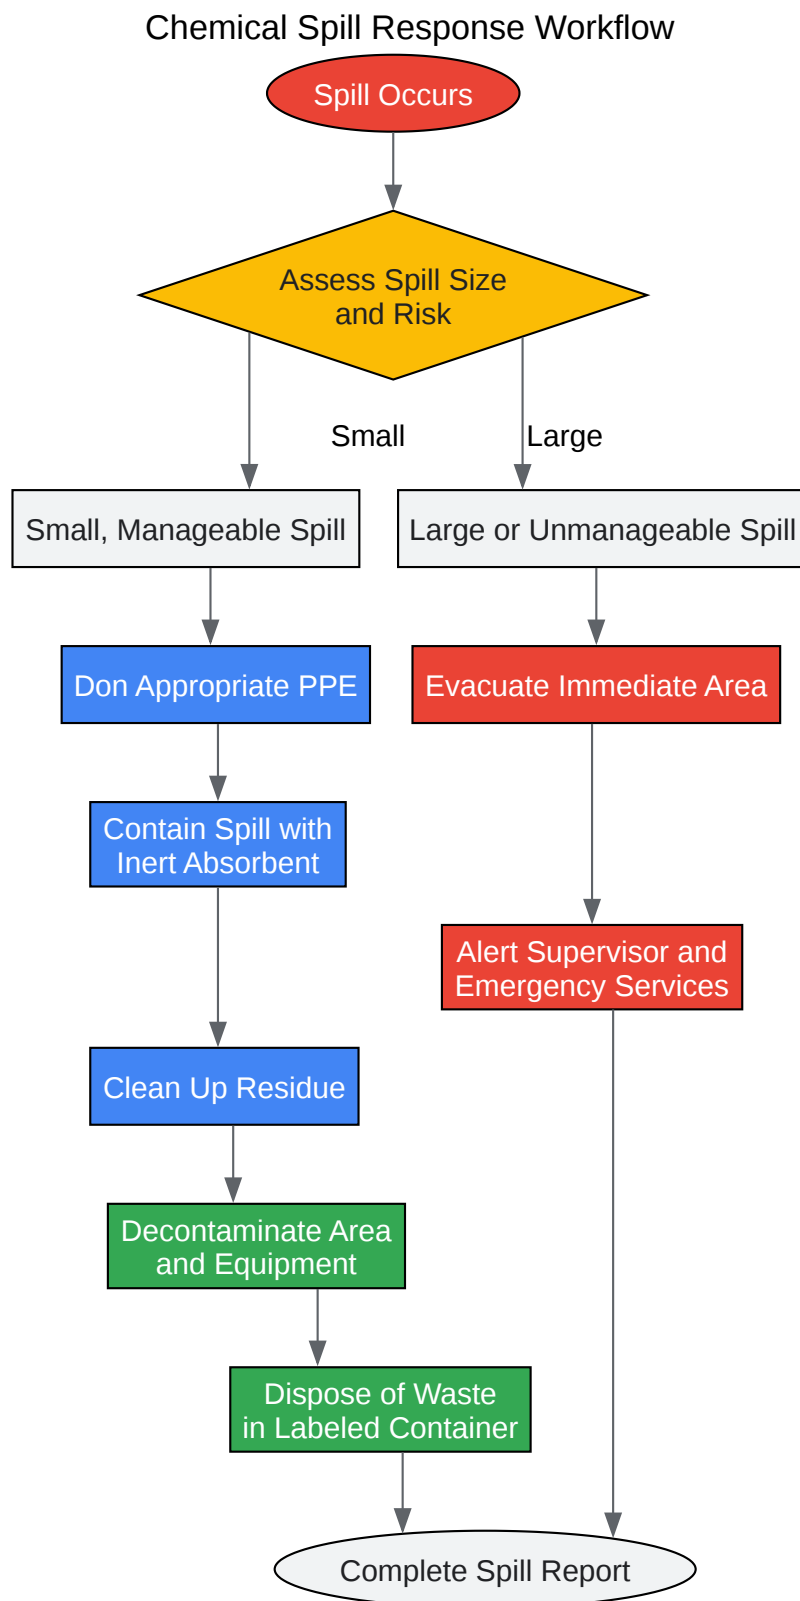 Chemical Spill Response Workflow
Spill Occurs
Assess Spill Size
and Risk
Small
Large
Small, Manageable Spill
Large or Unmanageable Spill
Don Appropriate PPE
Evacuate Immediate Area
Contain Spill with
Inert Absorbent
Alert Supervisor and
Emergency Services
Clean Up Residue
Decontaminate Area
and Equipment
Dispose of Waste
in Labeled Container
Complete Spill Report